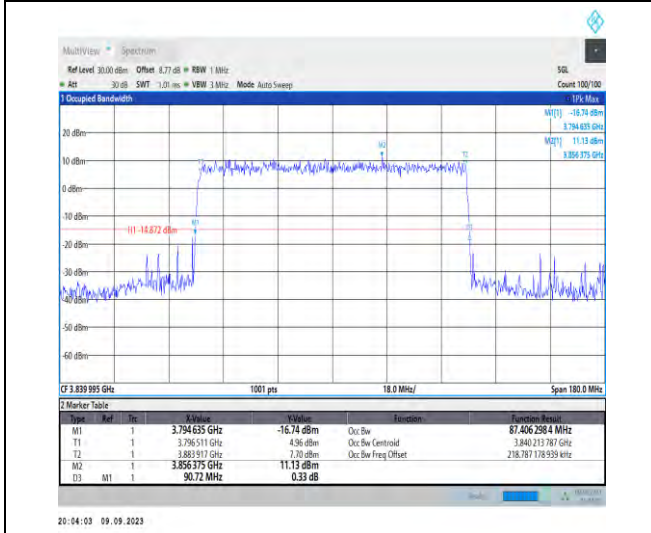 MultiView Spectrum
Ref Level 30.00 dBm Offset 8.77 dB RBW 1 MHz SGL
Att 30 dB SWT 1.01 ms VBW 3 MHz Mode Auto Sweep Count 100/100
1 Occupied Bandwidth 1Pk Max
M1[1] -16.74 dBm
3.794 635 GHz
M2[1] 11.13 dBm
3.856 375 GHz
20 dBm
10 dBm
0 dBm
-10 dBm
H1 -14.872 dBm
-20 dBm
-30 dBm
-40 dBm
-50 dBm
-60 dBm
M1
T1
M2
T2
D3
CF 3.839 995 GHz 1001 pts 18.0 MHz/ Span 180.0 MHz
2 Marker Table
Type Ref Trc X-Value Y-Value Function Function Result
M1 1 3.794 635 GHz -16.74 dBm Occ Bw 87.406 298 4 MHz
T1 1 3.796 511 GHz 4.96 dBm Occ Bw Centroid 3.840 213 787 GHz
T2 1 3.883 917 GHz 7.70 dBm Occ Bw Freq Offset 218.787 178 939 kHz
M2 1 3.856 375 GHz 11.13 dBm
D3 M1 1 90.72 MHz 0.33 dB
20:04:03 09.09.2023